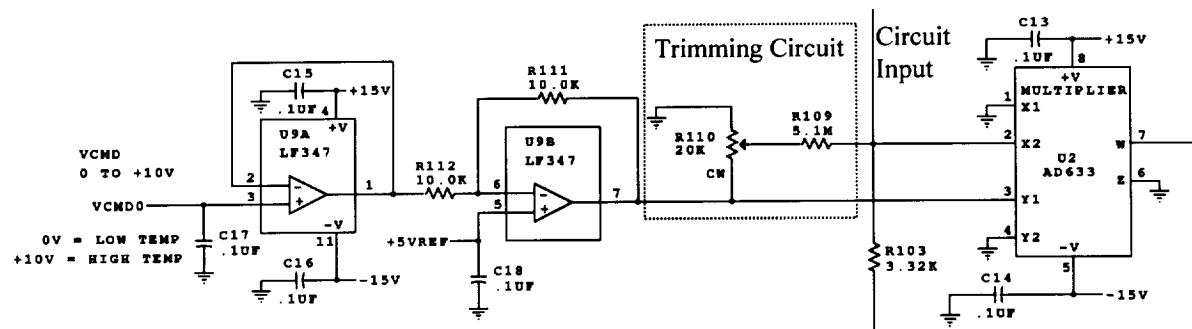 Trimming Circuit
Circuit
Input
C13
.1UF
+15V
8
+V
MULTIPLIER
1
X1
2
X2
W
7
U2
AD633
Z
6
3
Y1
4
Y2
-V
5
C14
.1UF
-15V
C15
.1UF
+15V
4
+V
U9A
LF347
2
-
3
+
1
-V
11
C16
.1UF
-15V
VCMD
0 TO +10V
VCMD0
0V = LOW TEMP
+10V = HIGH TEMP
C17
.1UF
R112
10.0K
R111
10.0K
U9B
LF347
6
-
5
+
7
+5VREF
C18
.1UF
R110
20K
CW
R109
5.1M
R103
3.32K